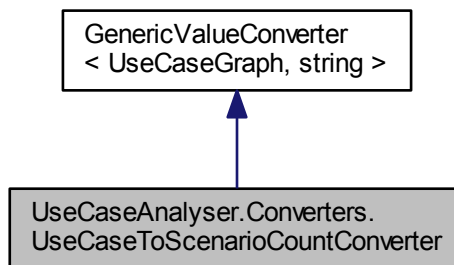 GenericValueConverter
< UseCaseGraph, string >
UseCaseAnalyser.Converters.
UseCaseToScenarioCountConverter